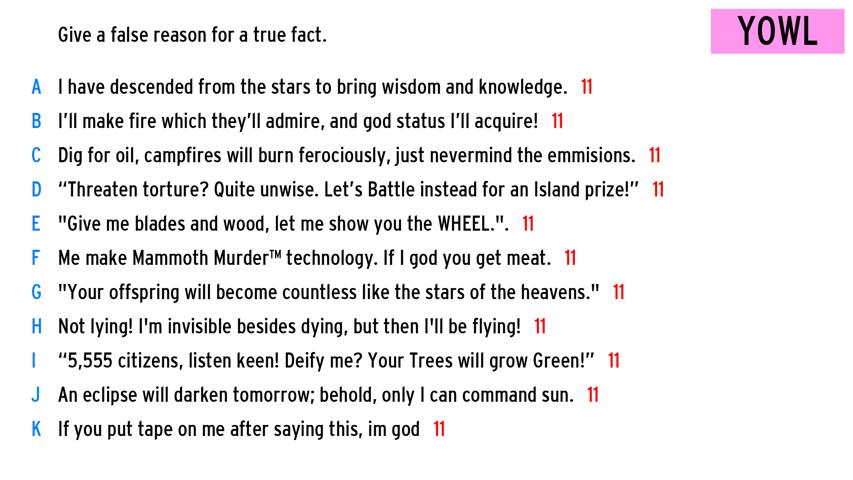 Give a false reason for a true fact.
YOWL
A I have descended from the stars to bring wisdom and knowledge. 11
B I'll make fire which they'll admire, and god status I'll acquire! 11
C Dig for oil, campfires will burn ferociously, just nevermind the emmisions. 11
D “Threaten torture? Quite unwise. Let's Battle instead for an Island prize!” 11
E "Give me blades and wood, let me show you the WHEEL.". 11
F Me make Mammoth Murder™ technology. If I god you get meat. 11
G "Your offspring will become countless like the stars of the heavens." 11
H Not lying! I'm invisible besides dying, but then I'll be flying! 11
I “5,555 citizens, listen keen! Deify me? Your Trees will grow Green!” 11
J An eclipse will darken tomorrow; behold, only I can command sun. 11
K If you put tape on me after saying this, im god 11